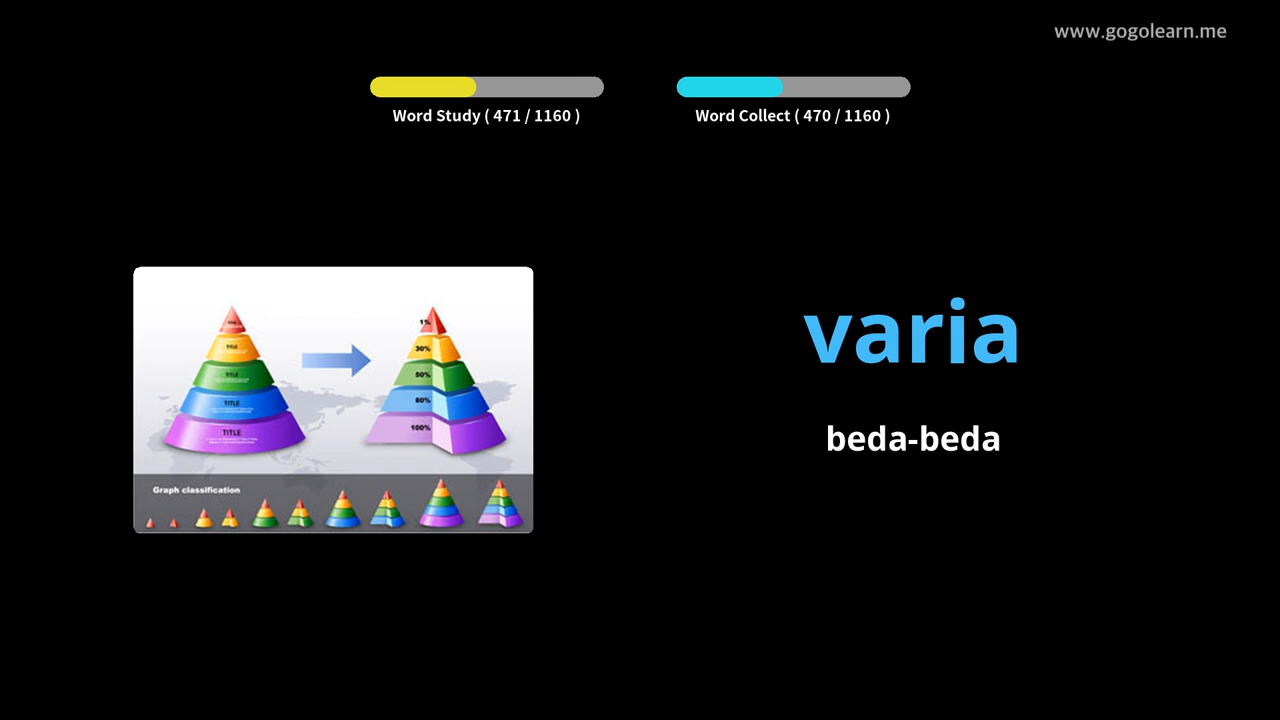 www.gogolearn.me
Word Study ( 471 / 1160 )
Word Collect ( 470 / 1160 )
varia
beda-beda
TITLE
TITLE
TITLE
TITLE
1%
30%
50%
80%
100%
Graph classification